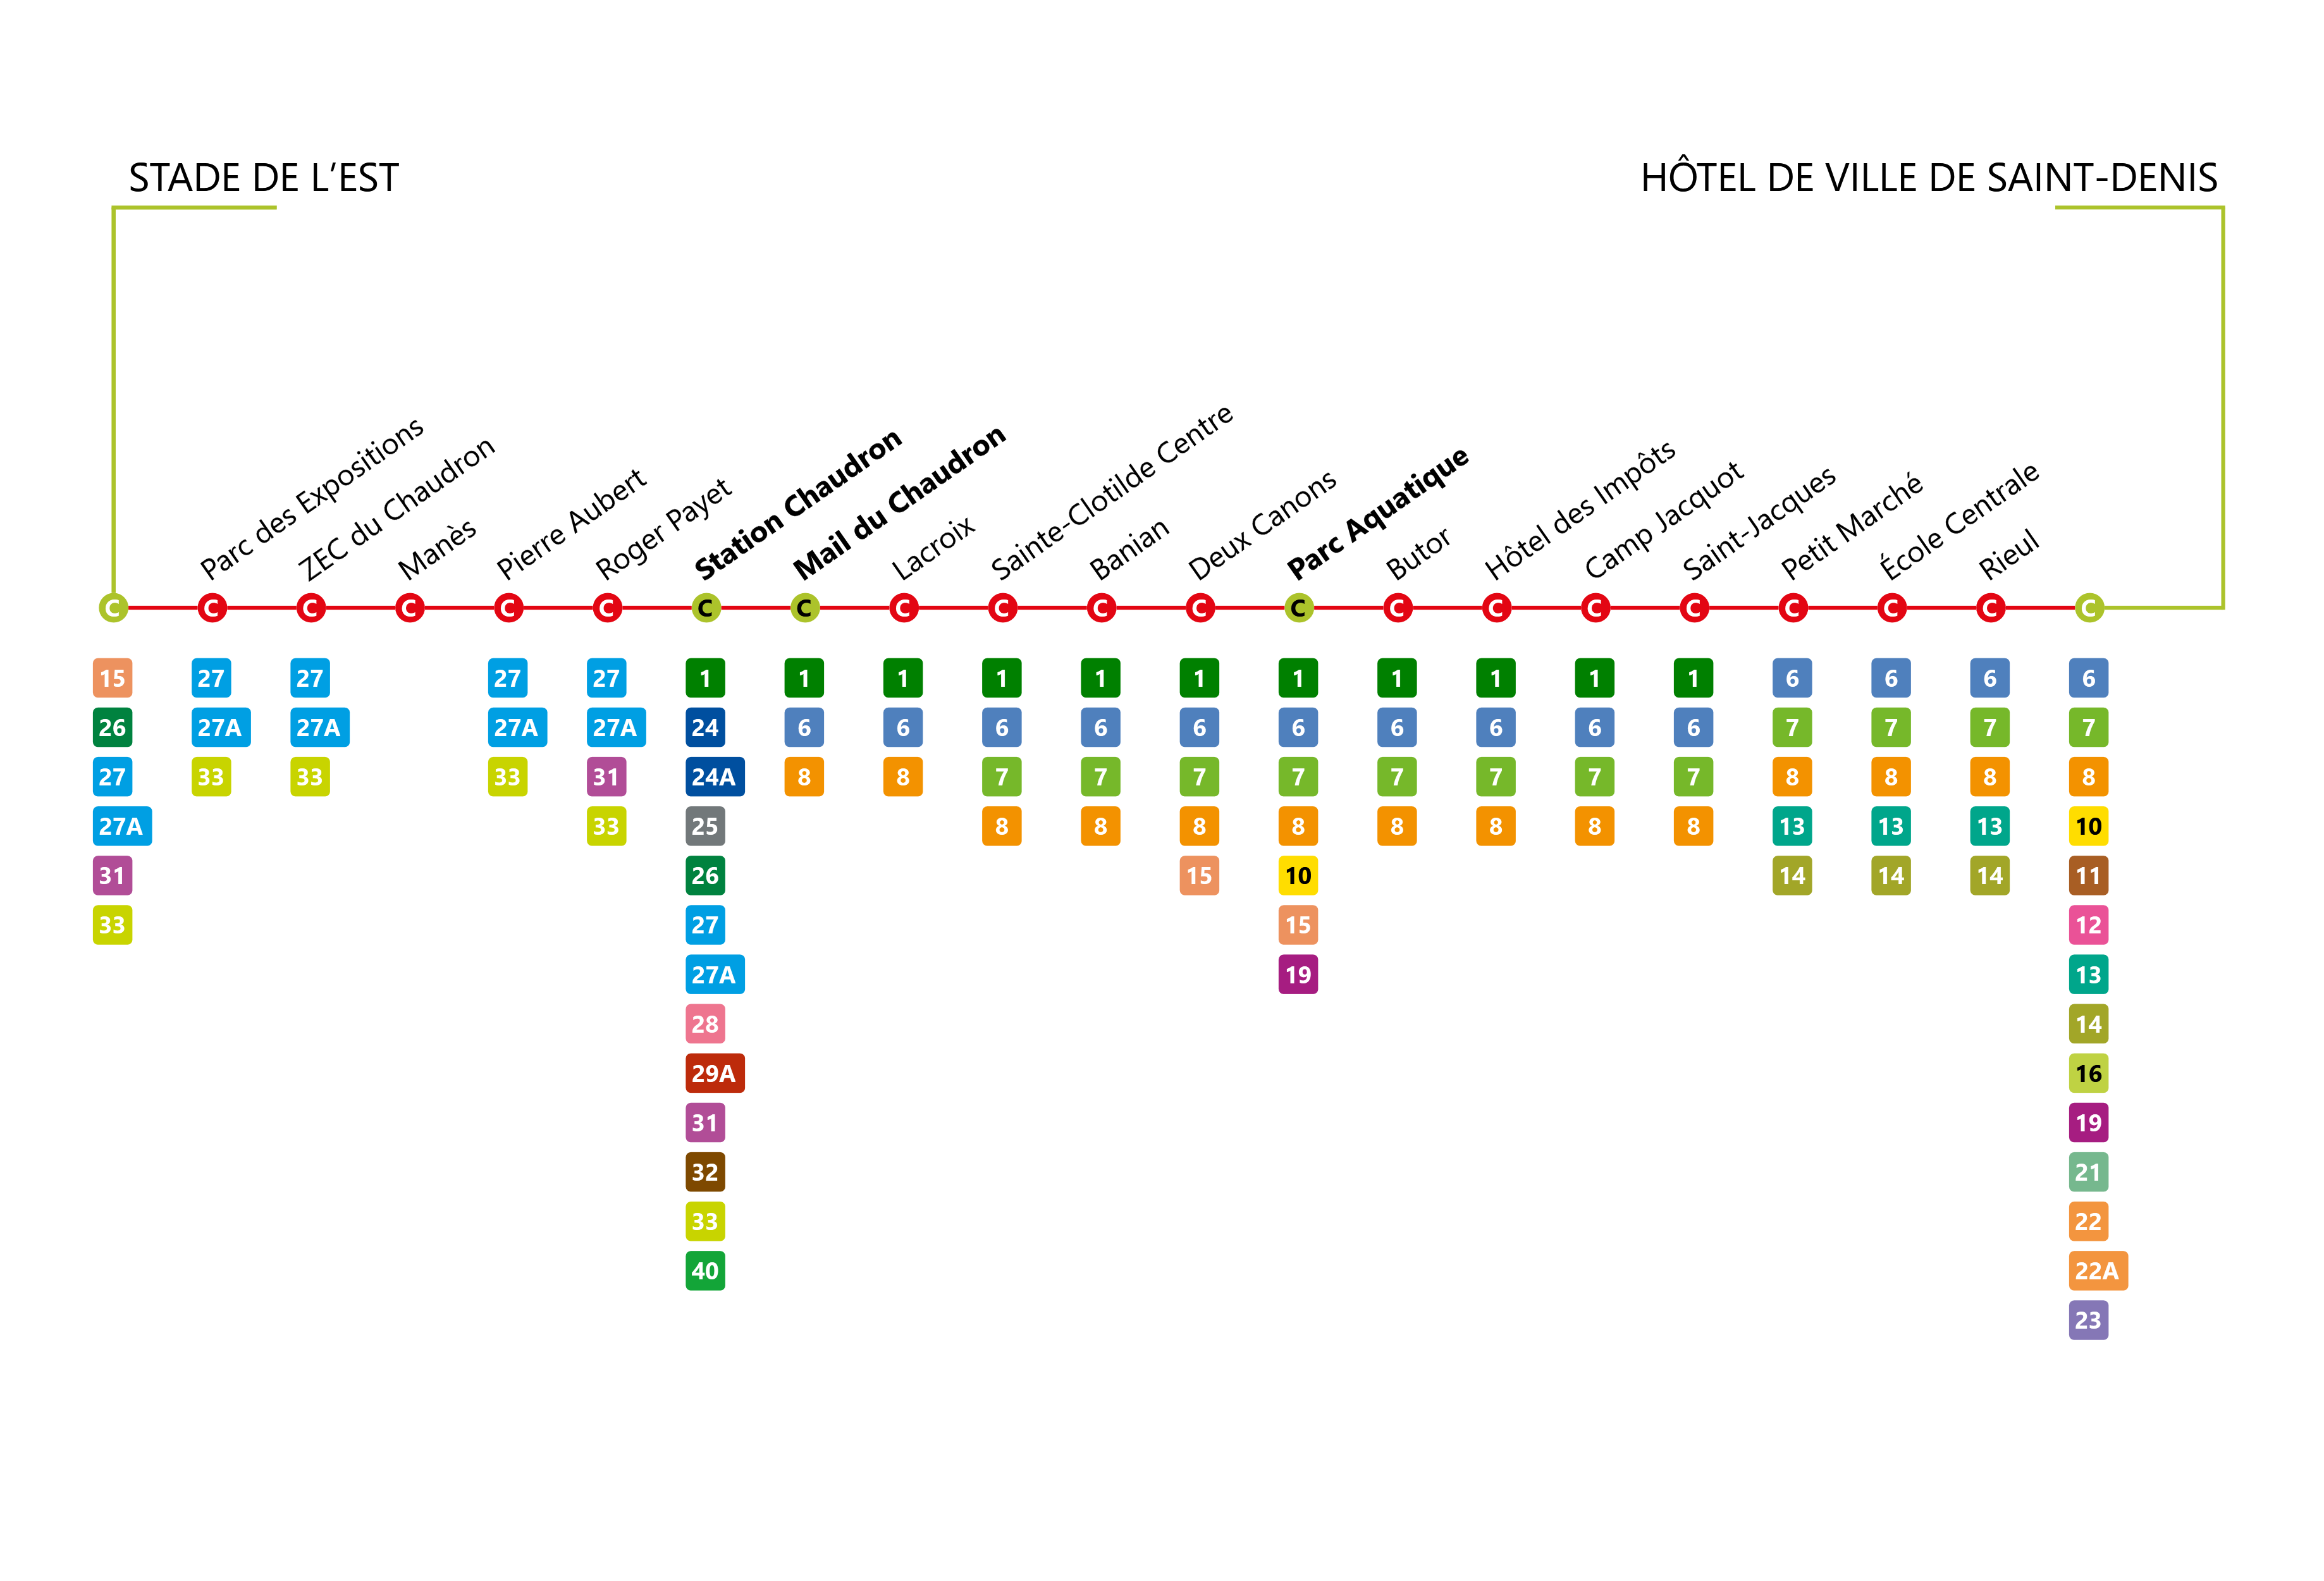 STADE DE L’EST
HÔTEL DE VILLE DE SAINT-DENIS
Parc des Expositions
ZEC du Chaudron
Manès
Pierre Aubert
Roger Payet
Station Chaudron
Mail du Chaudron
Lacroix
Sainte-Clotilde Centre
Banian
Deux Canons
Parc Aquatique
Butor
Hôtel des Impôts
Camp Jacquot
Saint-Jacques
Petit Marché
École Centrale
Rieul
C C C C C C C C C C C C C C C C C C C C C
15 27 27 27 27 1 1 1 1 1 1 1 1 1 1 1 6 6 6 6
26 27A 27A 27A 27A 24 6 6 6 6 6 6 6 6 6 6 7 7 7 7
27 33 33 33 31 24A 8 8 7 7 7 7 7 7 7 7 8 8 8 8
27A 33 25 8 8 8 8 8 8 8 8 13 13 13 10
31 26 15 10 14 14 14 11
33 27 15 12
27A 19 13
28 14
29A 16
31 19
32 21
33 22
40 22A
23